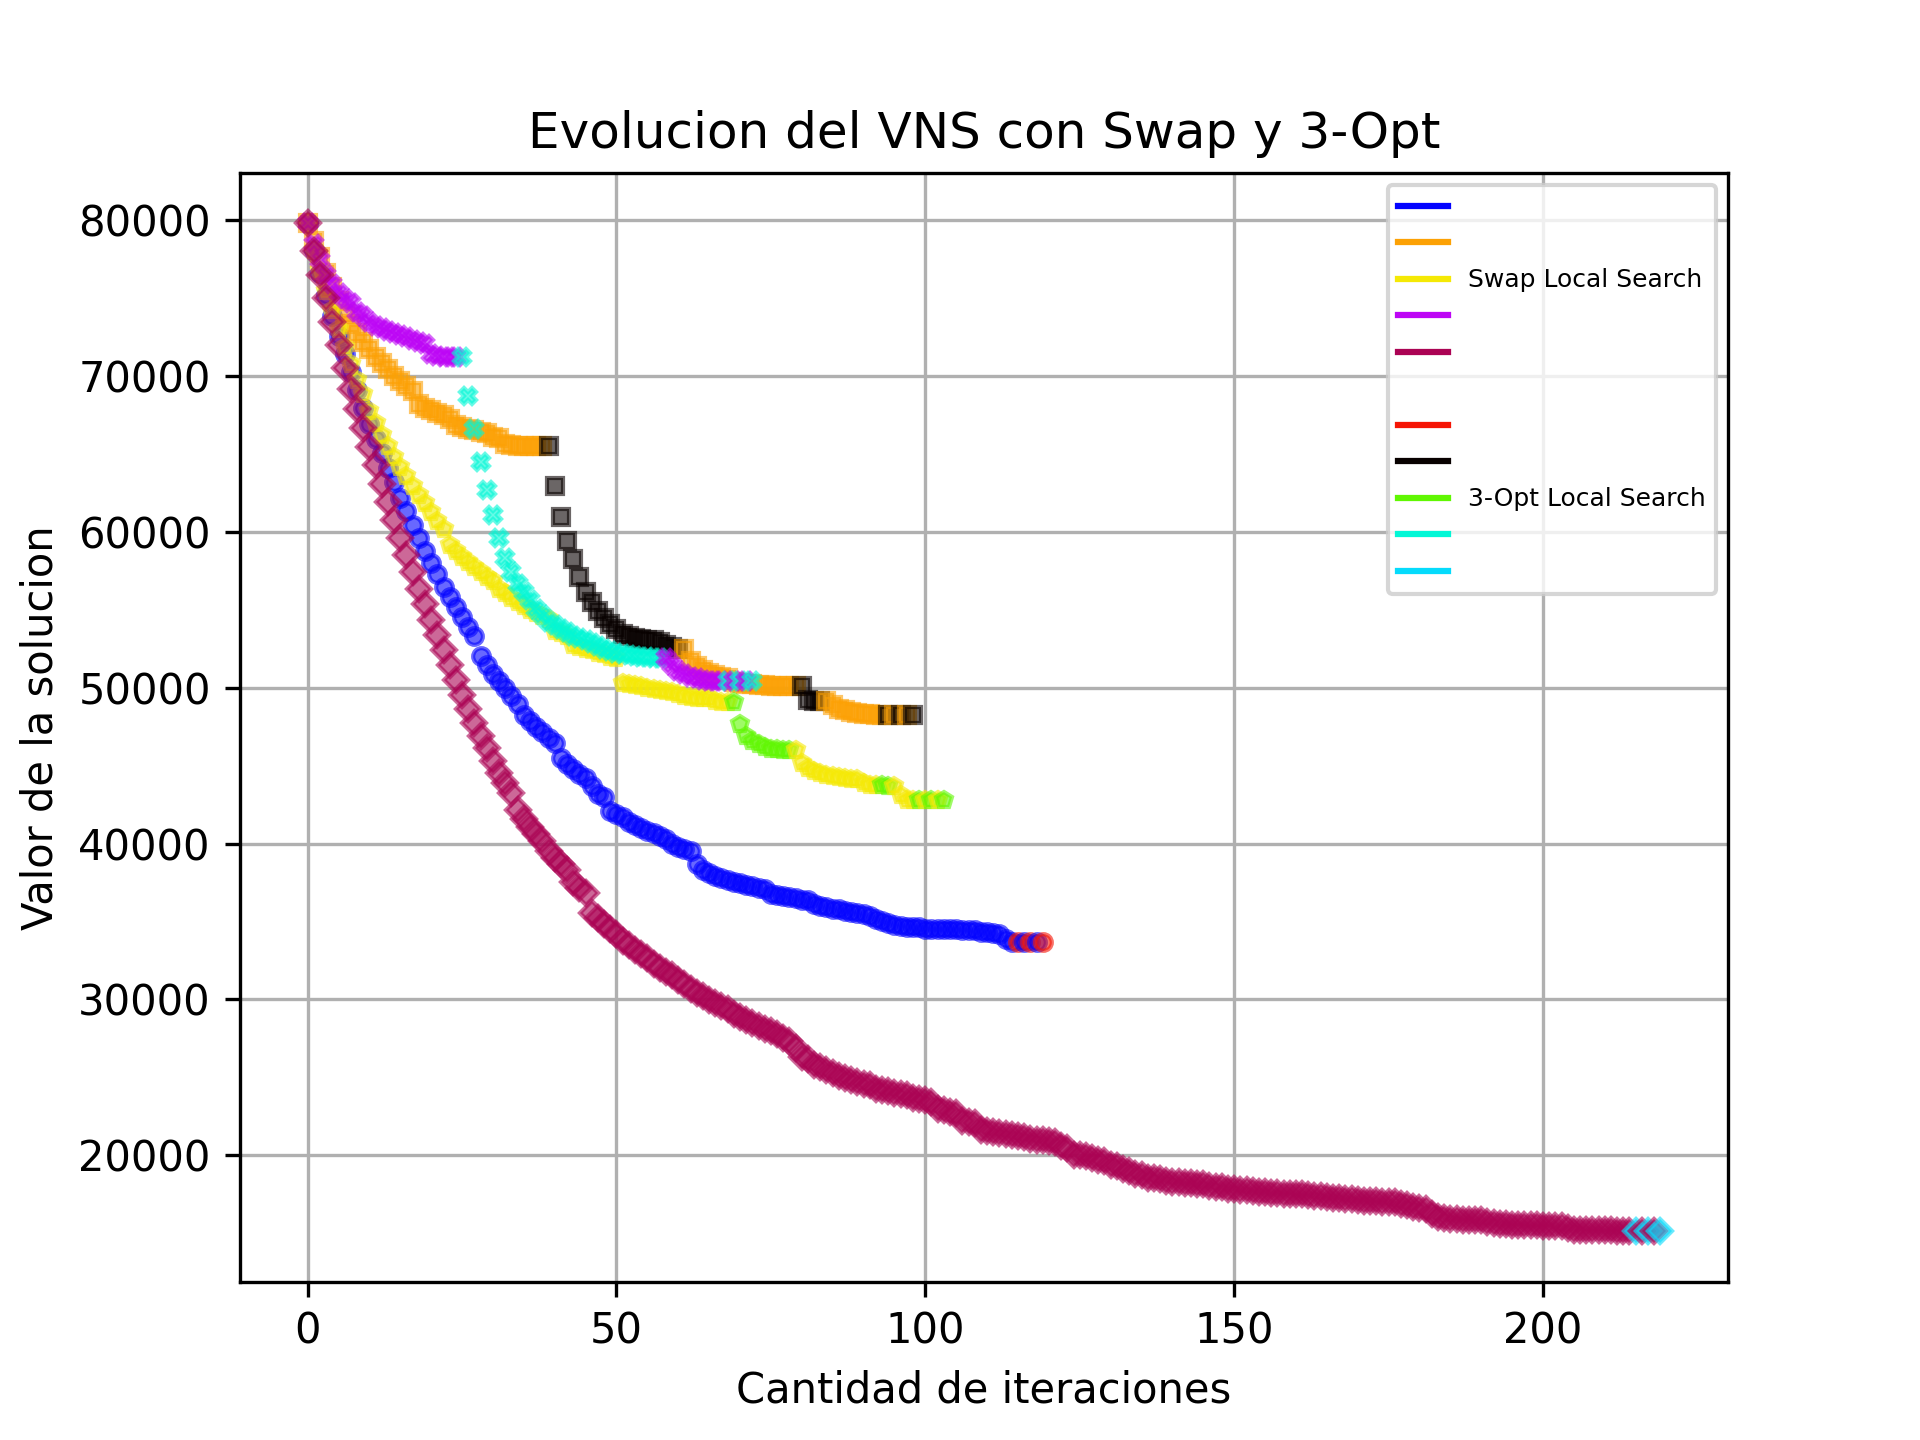 Evolucion del VNS con Swap y 3-Opt
80000
70000
60000
50000
40000
30000
20000
Valor de la solucion
Swap Local Search
3-Opt Local Search
0 50 100 150 200
Cantidad de iteraciones